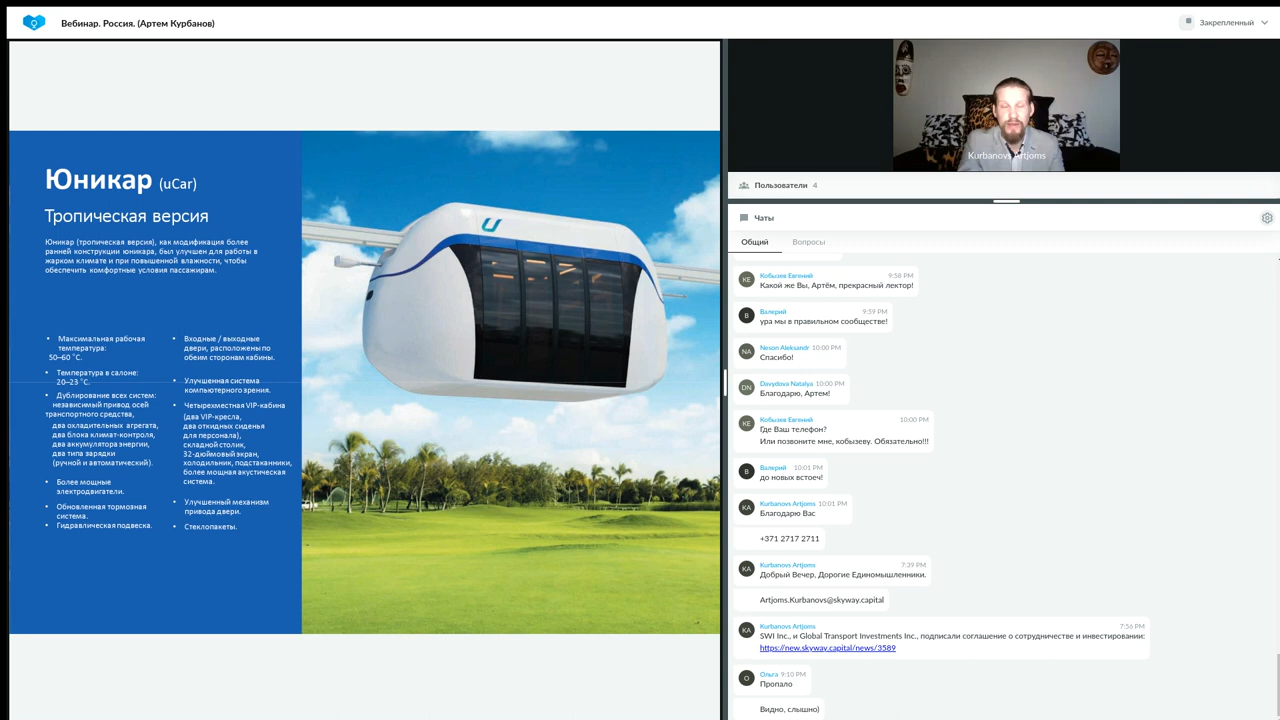 Вебинар. Россия. (Артем Курбанов)
Закрепленный
Юникар (uCar)
Тропическая версия
Юникар (тропическая версия), как модификация более
ранней конструкции юникара, был улучшен для работы в
жарком климате и при повышенной влажности, чтобы
обеспечить комфортные условия пассажирам.
• Максимальная рабочая
температура:
50–60 °C.
• Температура в салоне:
20–23 °C.
• Дублирование всех систем:
независимый привод осей
транспортного средства,
два охладительных агрегата,
два блока климат-контроля,
два аккумулятора энергии,
два типа зарядки
(ручной и автоматический).
• Более мощные
электродвигатели.
• Обновленная тормозная
система.
• Гидравлическая подвеска.
• Входные / выходные
двери, расположены по
обеим сторонам кабины.
• Улучшенная система
компьютерного зрения.
• Четырехместная VIP-кабина
(два VIP-кресла,
два откидных сиденья
для персонала),
складной столик,
32-дюймовый экран,
холодильник, подстаканники,
более мощная акустическая
система.
• Улучшенный механизм
привода двери.
• Стеклопакеты.
Kurbanovs Artjoms
Пользователи 4
Чаты
Общий Вопросы
KE Кобызев Евгений 9:58 PM
Какой же Вы, Артём, прекрасный лектор!
В Валерий 9:59 PM
ура мы в правильном сообществе!
NA Neson Aleksandr 10:00 PM
Спасибо!
DN Davydova Natalya 10:00 PM
Благодарю, Артем!
KE Кобызев Евгений 10:00 PM
Где Ваш телефон?
Или позвоните мне, кобызеву. Обязательно!!!
В Валерий 10:01 PM
до новых встоеч!
KA Kurbanovs Artjoms 10:01 PM
Благодарю Вас
+371 2717 2711
KA Kurbanovs Artjoms 7:39 PM
Добрый Вечер, Дорогие Единомышленники.
Artjoms.Kurbanovs@skyway.capital
KA Kurbanovs Artjoms 7:56 PM
SWI Inc., и Global Transport Investments Inc., подписали соглашение о сотрудничестве и инвестировании:
https://new.skyway.capital/news/3589
О Ольга 9:10 PM
Пропало
Видно, слышно)